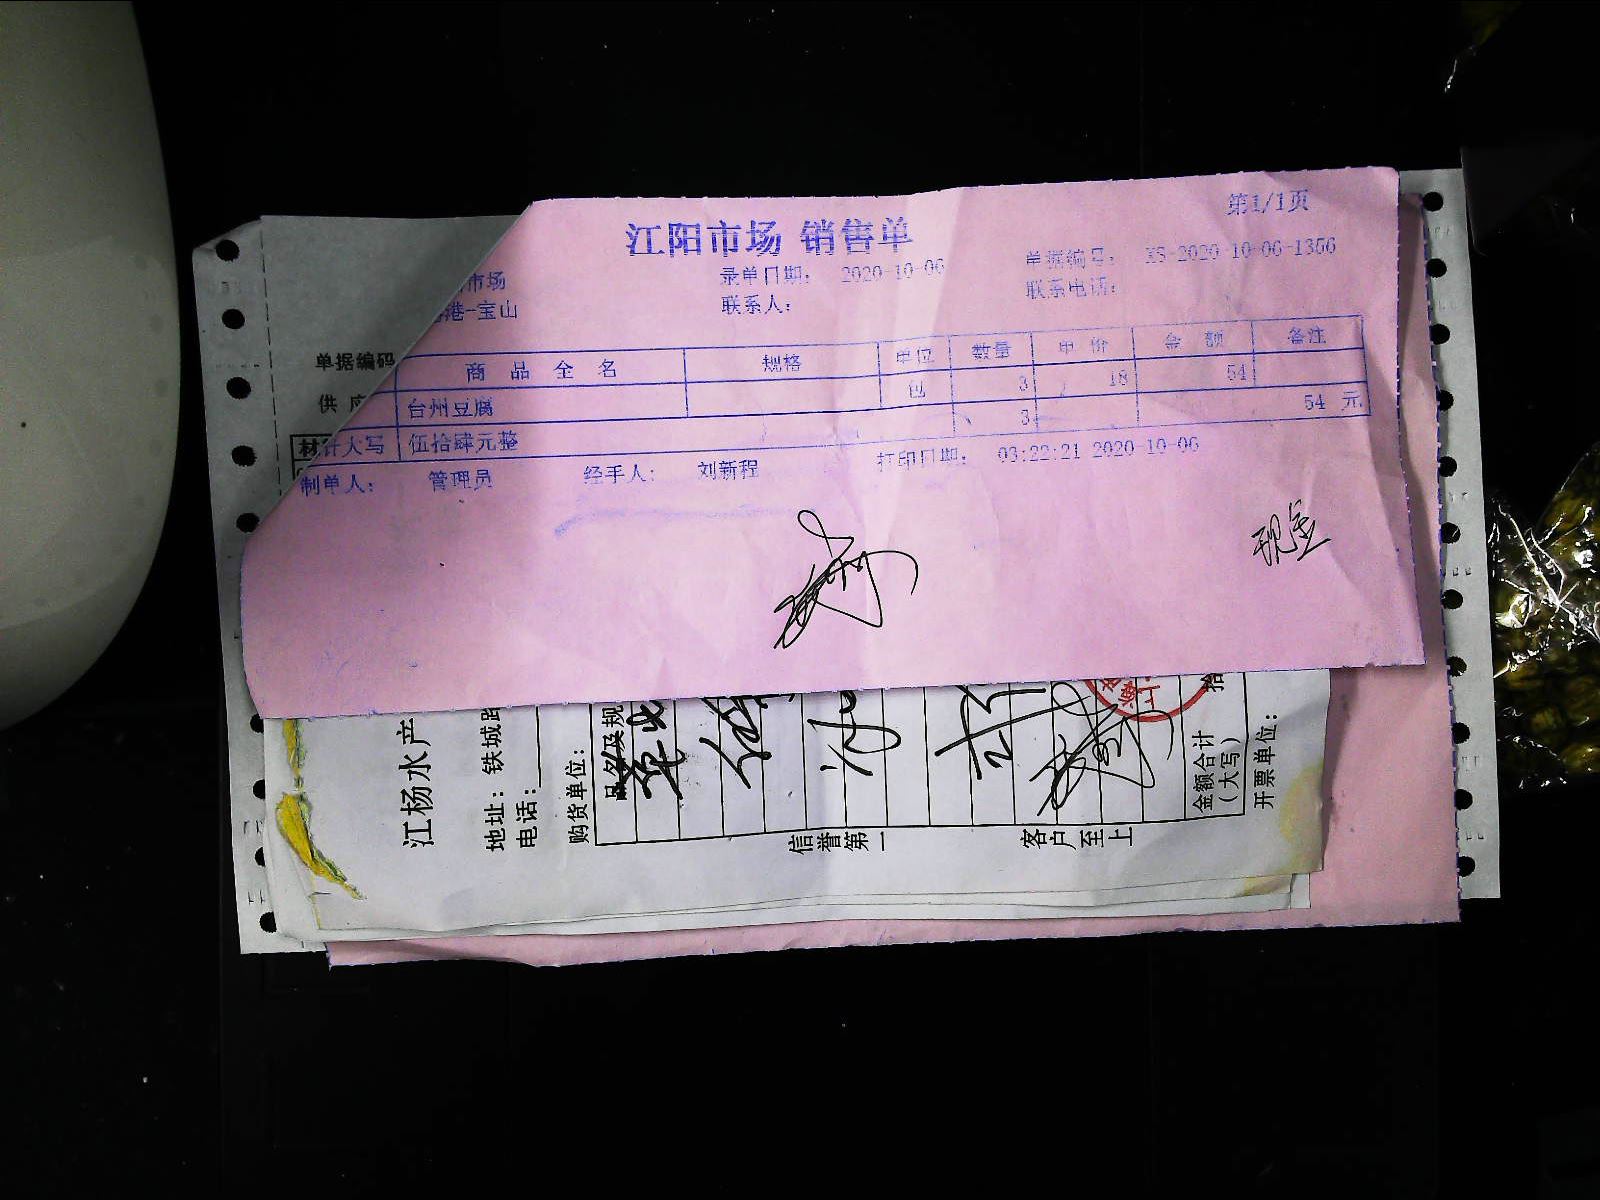 第1/1页
江阳市场 销售单
市场 录单日期: 2020-10-06 单据编号: XS-2020-10-06-1356
港-宝山 联系人: 联系电话:
单据编码
商品全名 规格 单位 数量 单价 金额 备注
供应
台州豆腐 包 3 18 54
3 54 元
材 计大写 伍拾肆元整
制单人: 管理员 经手人: 刘新程 打印日期: 03:22:21 2020-10-06
现金
江杨水产
地址: 铁城路
电话:
购货单位:
品名及规
金额合计
(大写)
拾
开票单位:
信誉第一
客户至上
上海